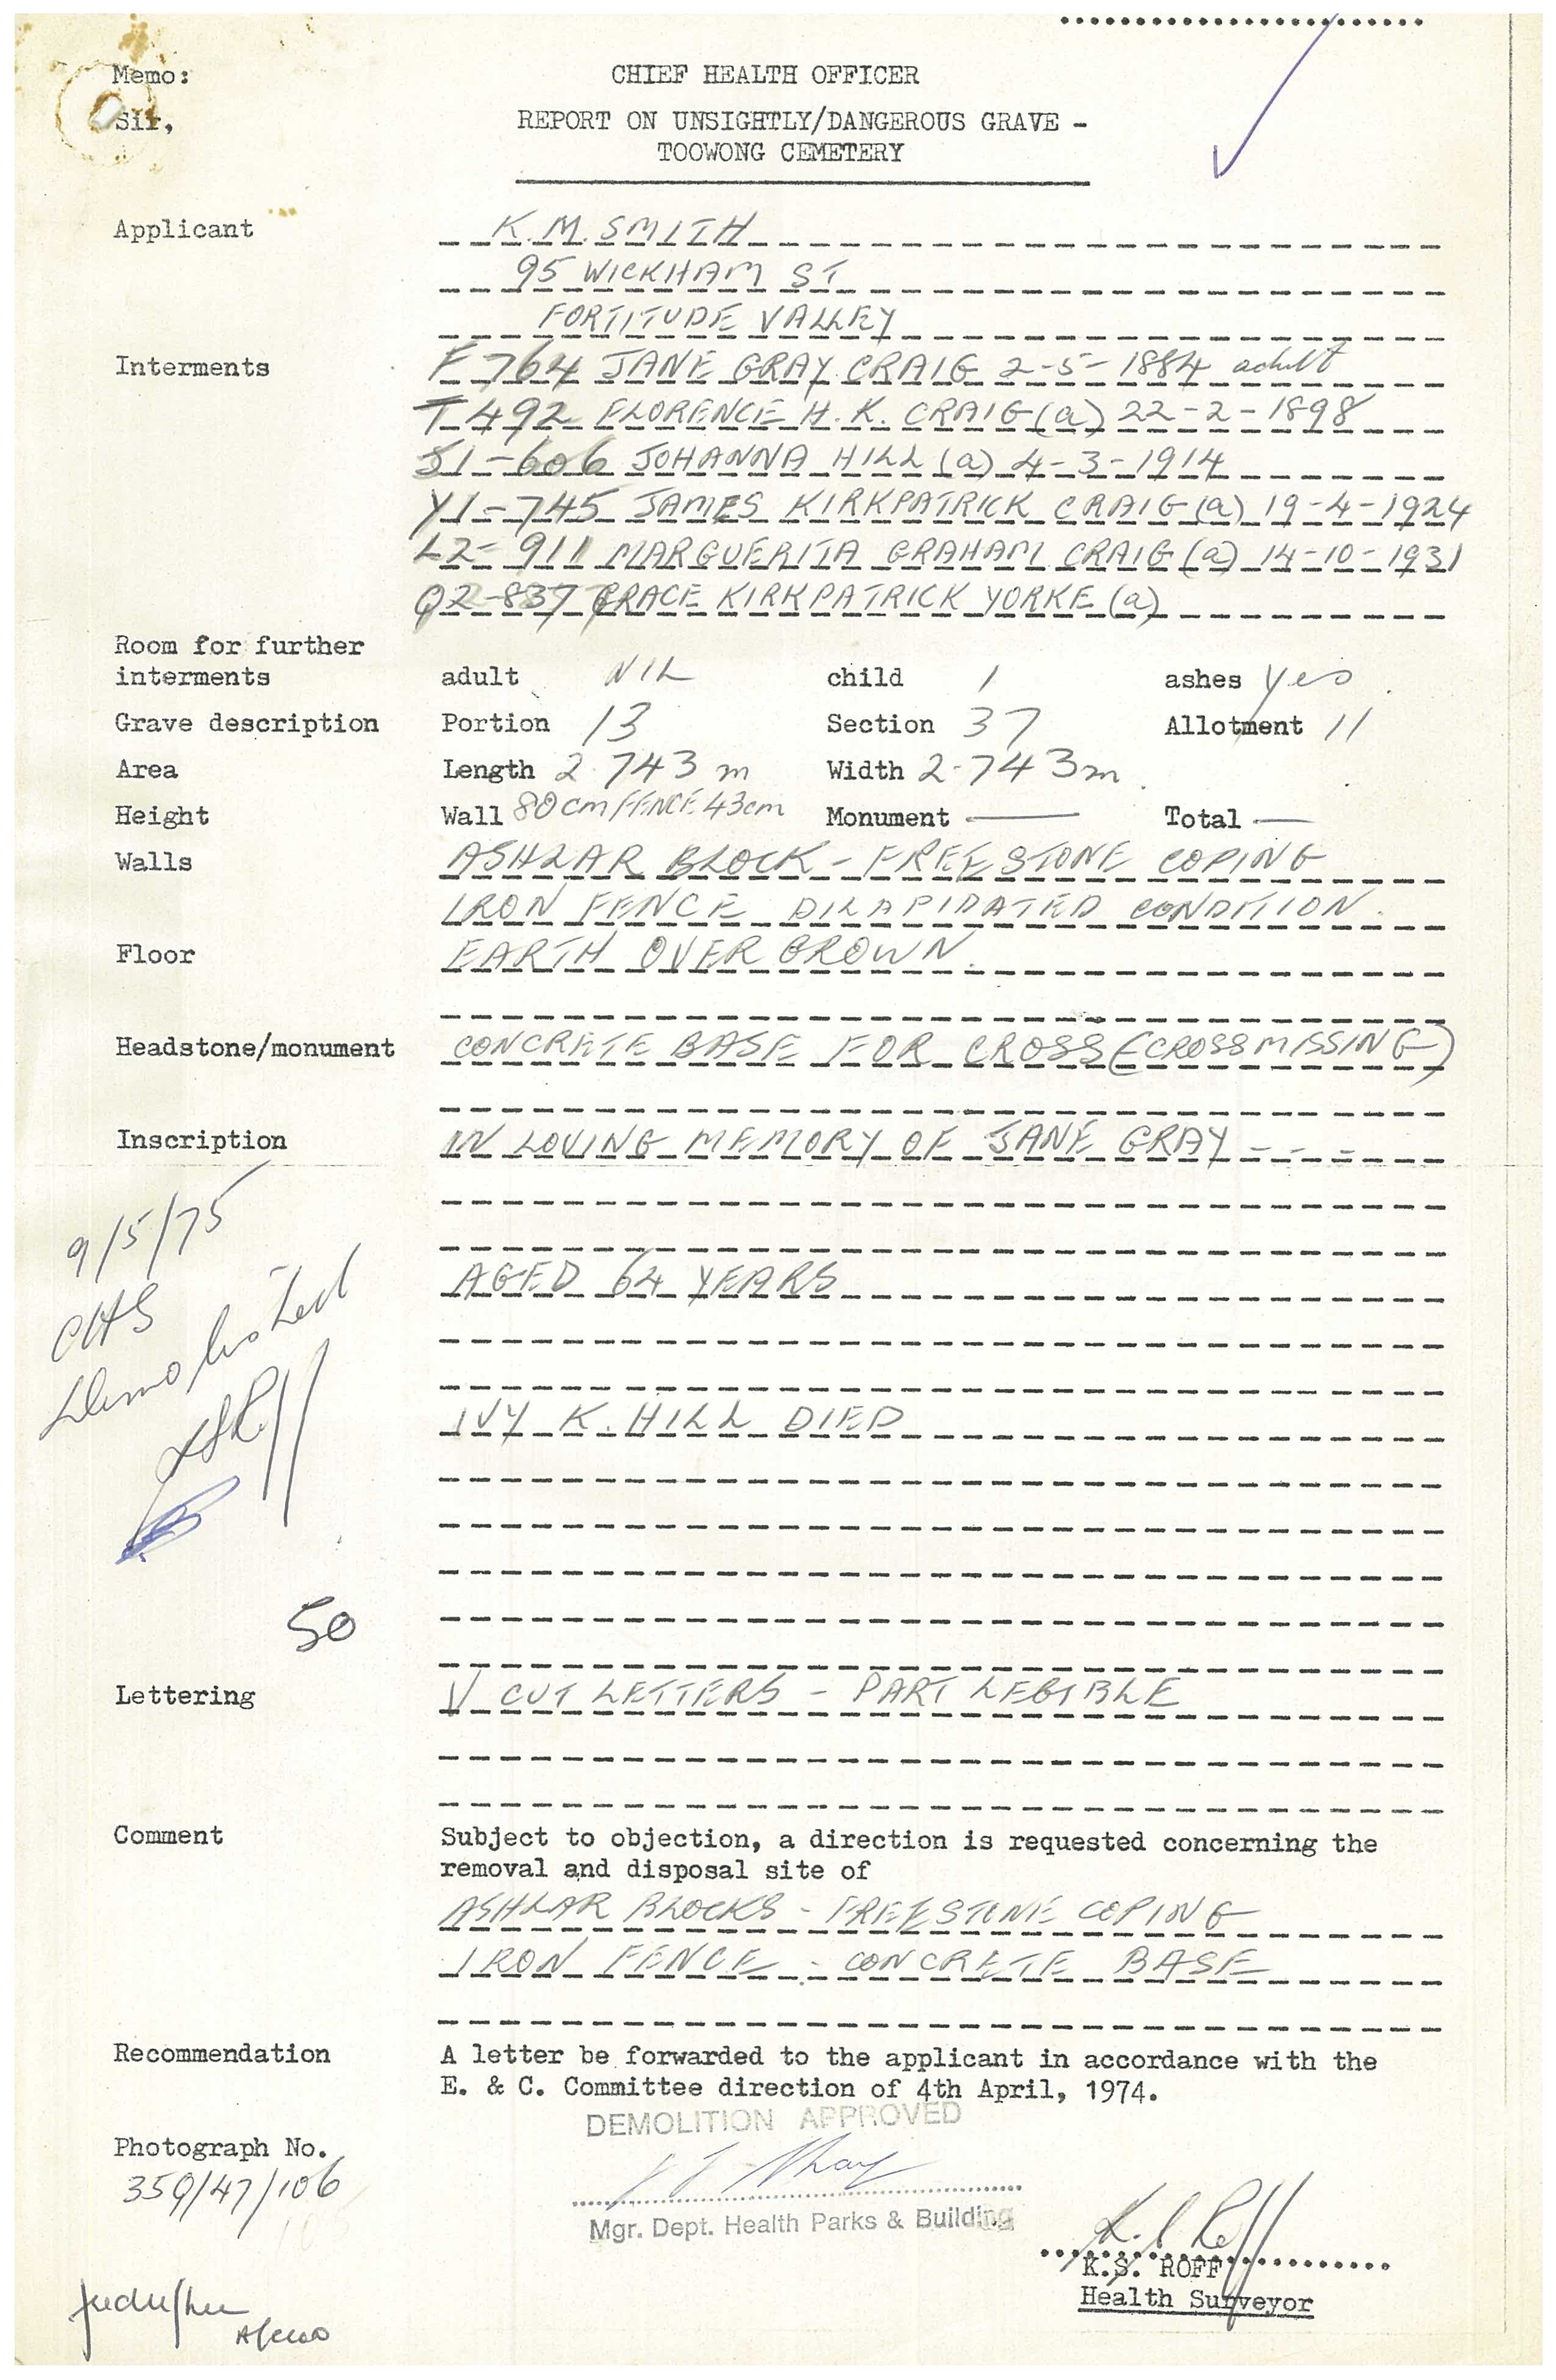 Memo: CHIEF HEALTH OFFICER
Sir, REPORT ON UNSIGHTLY/DANGEROUS GRAVE -
TOOWONG CEMETERY
Applicant K.M. SMITH
95 WICKHAM ST
FORTITUDE VALLEY
Interments F 764 JANE GRAY CRAIG 2-5-1884 adult
T 492 FLORENCE H. K. CRAIG (a) 22-2-1898
S1-606 JOHANNA HILL (a) 4-3-1914
Y1-745 JAMES KIRKPATRICK CRAIG (a) 19-4-1924
L2-911 MARGUERITA GRAHAM CRAIG (a) 14-10-1931
Q2-837 GRACE KIRKPATRICK YORKE (a)
Room for further
interments adult NIL child 1 ashes yes
Grave description Portion 13 Section 37 Allotment 11
Area Length 2.743 m Width 2.743m
Height Wall 80cm/FENCE 43cm Monument — Total —
Walls ASHLAR BLOCK - FREESTONE COPING
IRON FENCE DILAPIDATED CONDITION.
Floor EARTH OVER GROWN.
Headstone/monument CONCRETE BASE FOR CROSS (CROSS MISSING)
Inscription IN LOVING MEMORY OF JANE GRAY - - -
AGED 64 YEARS
IVY K. HILL DIED
9/5/75
CHS
Demolished
50
Lettering V CUT LETTERS - PART LEGIBLE
Comment Subject to objection, a direction is requested concerning the
removal and disposal site of
ASHLAR BLOCKS - FREESTONE COPING
IRON FENCE - CONCRETE BASE
Recommendation A letter be forwarded to the applicant in accordance with the
E. & C. Committee direction of 4th April, 1974.
DEMOLITION APPROVED
Photograph No.
359/47/106
Mgr. Dept. Health Parks & Building
K.S. ROFF
Health Surveyor